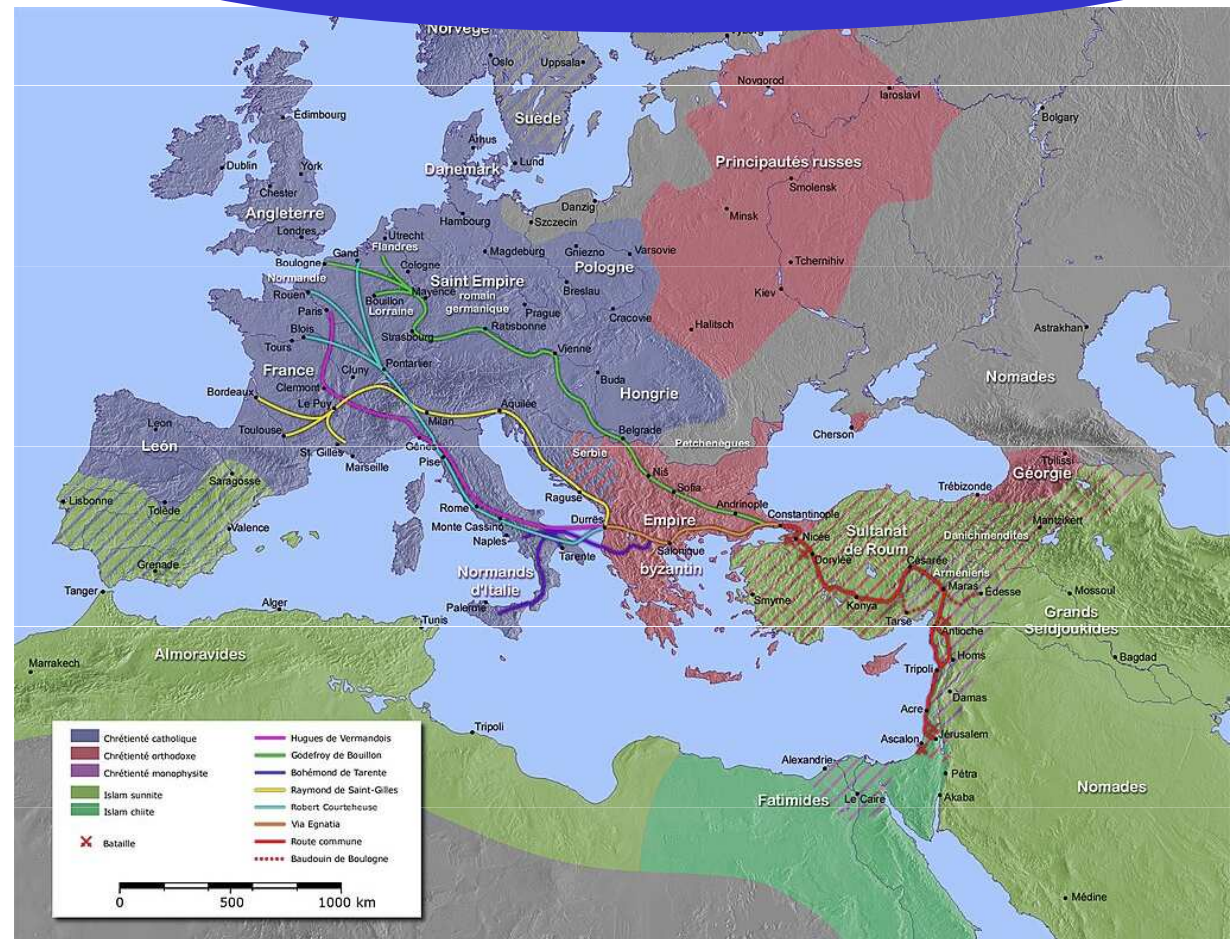 Norvège
Oslo
Uppsala
Novgorod
Iaroslavl
Suède
Bolgary
Édimbourg
Århus
Lund
Danemark
Principautés russes
Smolensk
Dublin
York
Chester
Angleterre
Londres
Hambourg
Danzig
Szczecin
Minsk
Utrecht
Flandres
Gand
Boulogne
Cologne
Magdeburg
Gniezno
Varsovie
Pologne
Tchernihiv
Normandie
Rouen
Paris
Bouillon
Lorraine
Mayence
Saint Empire
romain
germanique
Breslau
Prague
Cracovie
Kiev
Halitsch
Astrakhan
Blois
Tours
Strasbourg
Ratisbonne
Vienne
France
Cluny
Pontarlier
Clermont
Buda
Hongrie
Nomades
Bordeaux
Le Puy
Milan
Aquilée
Toulouse
St. Gilles
Marseille
Gênes
Pise
Belgrade
Petchenègues
Cherson
Leon
León
Serbie
Niš
Sofia
Tbilissi
Géorgie
Saragosse
Lisbonne
Tolède
Valence
Grenade
Raguse
Rome
Monte Cassino
Naples
Durrës
Tarente
Andrinople
Constantinople
Empire
byzantin
Salonique
Trébizonde
Nicée
Dorylée
Sultanat
de Roum
Césarée
Danichmendites
Mantzikert
Arméniens
Maras
Édesse
Mossoul
Normands
d'Italie
Palerme
Smyrne
Konya
Tarse
Antioche
Grands
Seldjoukides
Tanger
Alger
Tunis
Almoravides
Marrakech
Tripoli
Homs
Tripoli
Bagdad
Damas
Acre
Jérusalem
Ascalon
Alexandrie
Pétra
Fatimides
Le Caire
Akaba
Nomades
Médine
Chrétienté catholique
Chrétienté orthodoxe
Chrétienté monophysite
Islam sunnite
Islam chiite
Bataille
Hugues de Vermandois
Godefroy de Bouillon
Bohémond de Tarente
Raymond de Saint-Gilles
Robert Courteheuse
Via Egnatia
Route commune
Baudouin de Boulogne
0 500 1000 km